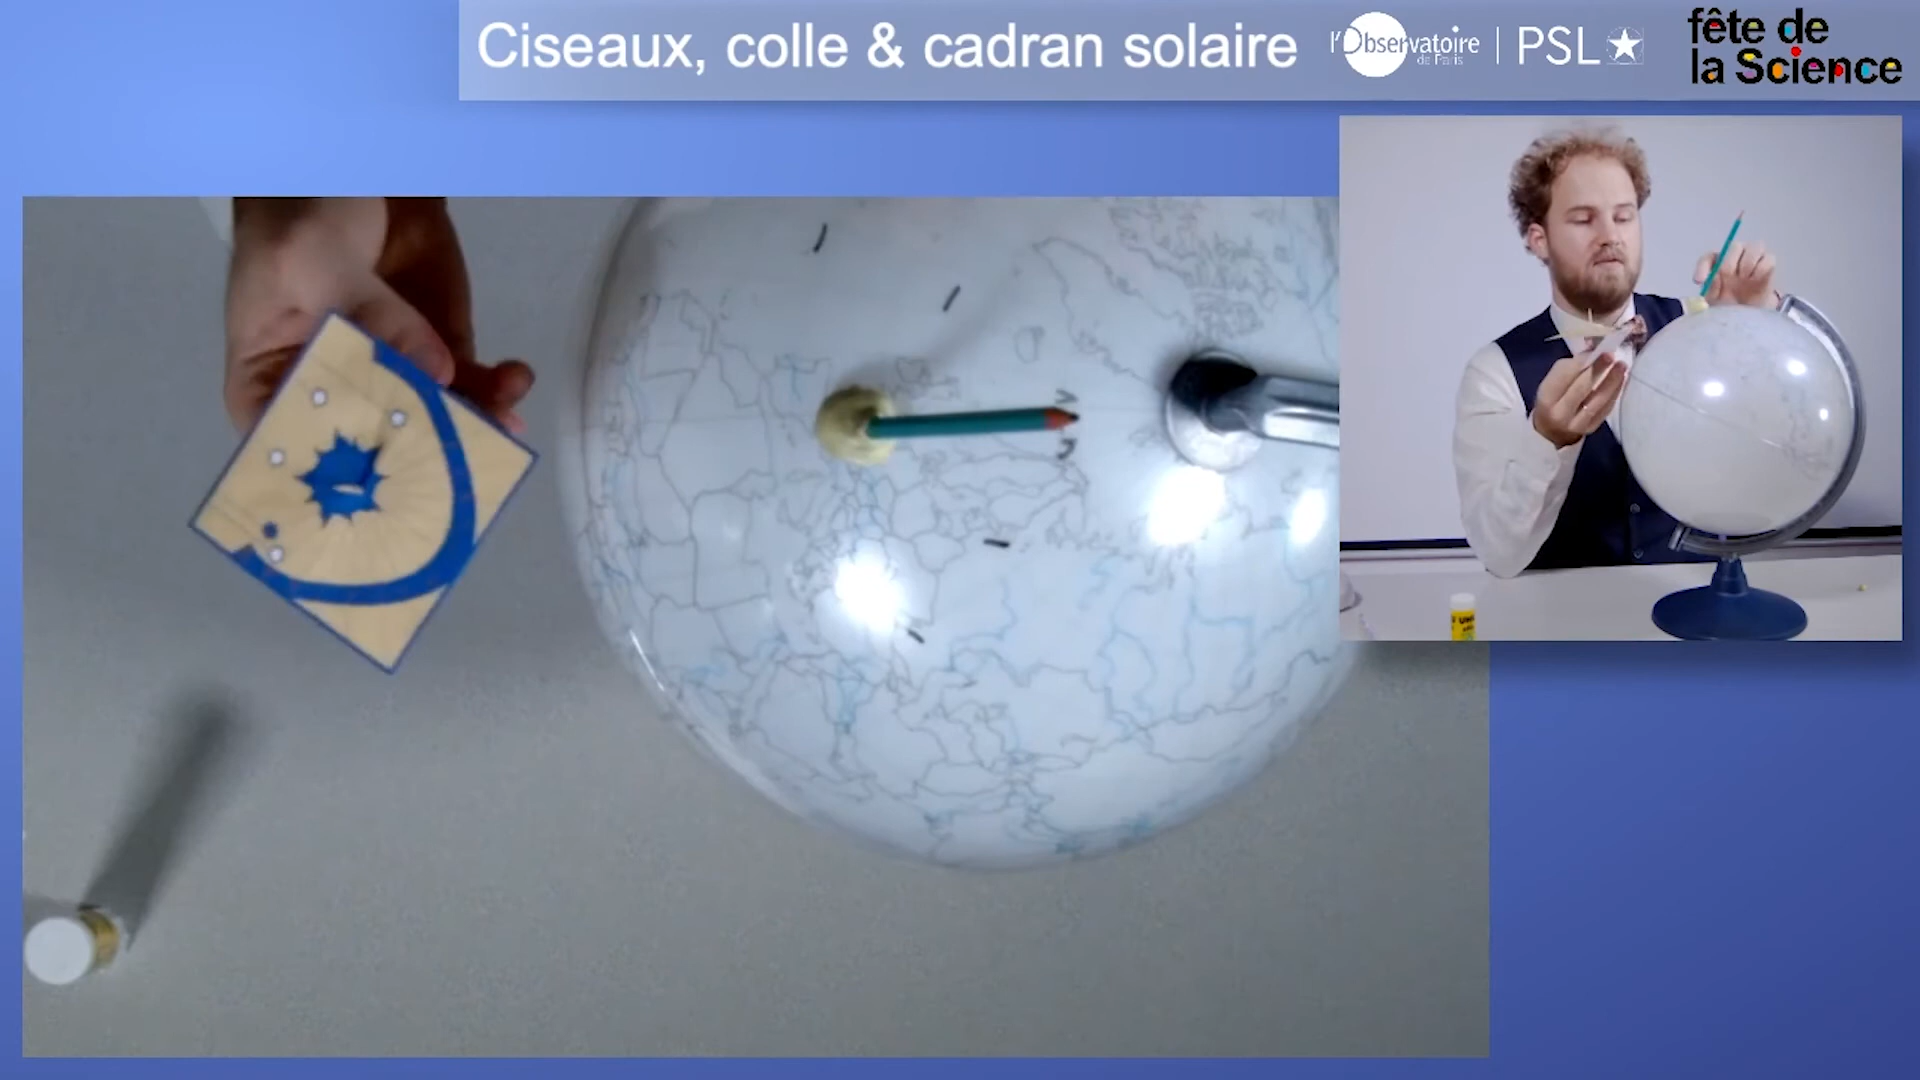 Ciseaux, colle & cadran solaire
l'Observatoire
de Paris
PSL
fête de
la Science